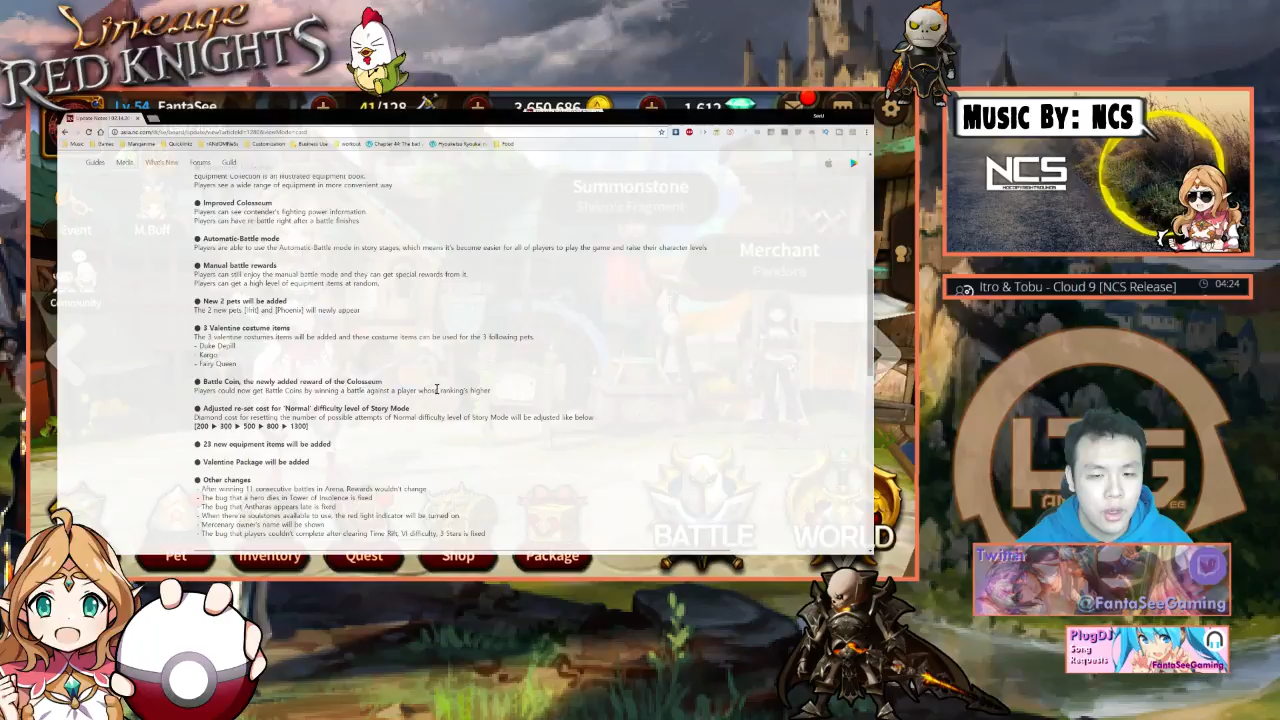 Lineage
RED KNIGHTS
Lv.54 FantaSee
41/128
3,650,686
1,612
MUSIC BY: NCS
NCS
Itro & Tobu - Cloud 9 [NCS Release]
04:24
Update Notes
SeeU
Music
Games
Customization
Business Use
workout
Food
Guides
Media
What's New
Forums
Guild
Equipment Collection is an illustrated equipment book.
Players see a wide range of equipment in more convenient way
● Improved Colosseum
Players can see contender's fighting power information
Players can have re-battle right after a battle finishes
● Automatic-Battle mode
Players are able to use the Automatic-Battle mode in story stages, which means it's become easier for all of players to play the game and raise their character levels
● Manual battle rewards
Players can still enjoy the manual battle mode and they can get special rewards from it.
Players can get a high level of equipment items at random.
● New 2 pets will be added
The 2 new pets [Ifrit] and [Phoenix] will newly appear
● 3 Valentine costume items
The 3 valentine costumes items will be added and these costume items can be used for the 3 following pets.
- Duke Depill
- Kargo
- Fairy Queen
● Battle Coin, the newly added reward of the Colosseum
Players could now get Battle Coins by winning a battle against a player whose ranking's higher
● Adjusted re-set cost for 'Normal' difficulty level of Story Mode
Diamond cost for resetting the number of possible attempts of Normal difficulty level of Story Mode will be adjusted like below
[200 ▶ 300 ▶ 500 ▶ 800 ▶ 1300]
● 23 new equipment items will be added
● Valentine Package will be added
● Other changes
- After winning 11 consecutive battles in Arena, Rewards wouldn't change
- The bug that a hero dies in Tower of Insolence is fixed
- The bug that Antharas appears late is fixed
- When there're soulstones available to use, the red light indicator will be turned on
- Mercenary owner's name will be shown
- The bug that players couldn't complete after clearing Time Rift, VI difficulty, 3 Stars is fixed
Event
M.Buff
Community
Summonstone
Shiva's Fragment
Merchant
Pandora
BATTLE
WORLD
Pet
Inventory
Quest
Shop
Package
Twitter
@FantaSeeGaming
PlugDJ
Song
Requests
FantaSeeGaming